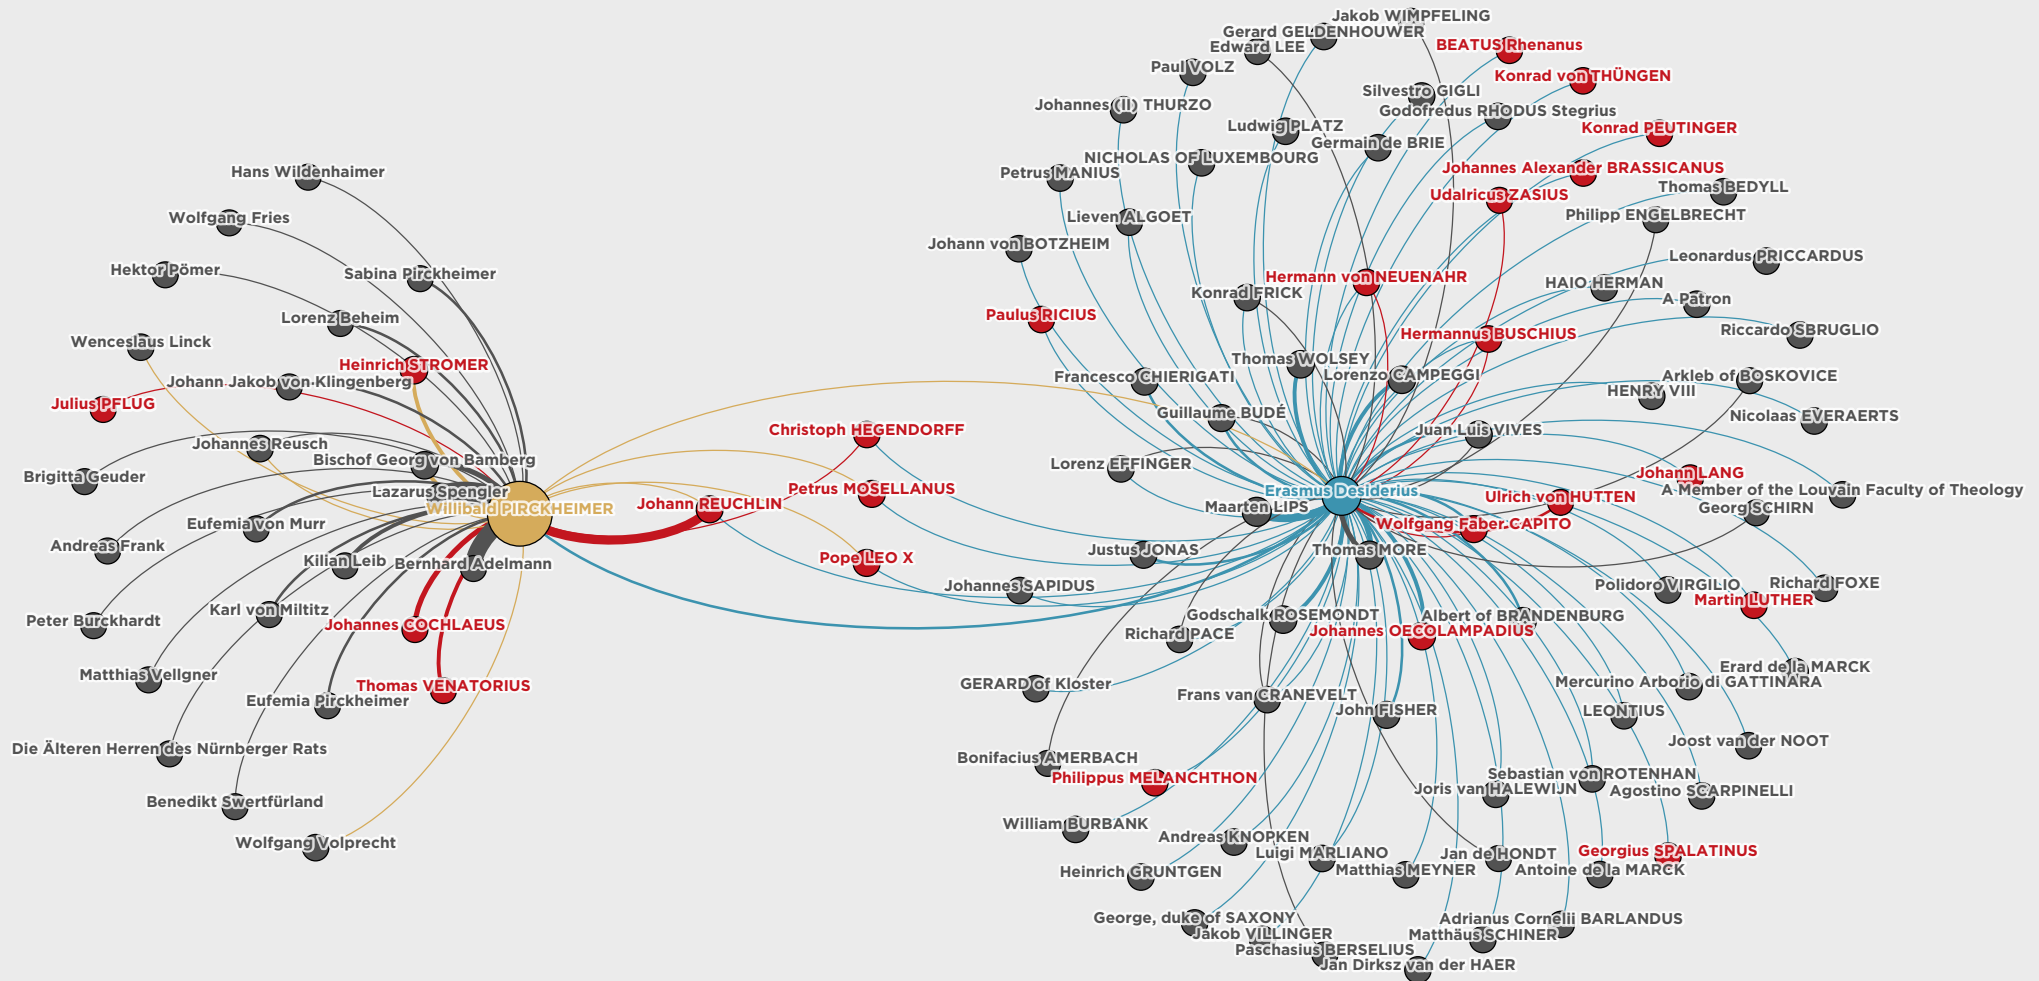 Hans Wildenhaimer
Wolfgang Fries
Hektor Pömer
Sabina Pirckheimer
Lorenz Beheim
Wenceslaus Linck
Heinrich STROMER
Johann Jakob von Klingenberg
Julius PFLUG
Johannes Reusch
Bischof Georg von Bamberg
Brigitta Geuder
Lazarus Spengler
Willibald PIRCKHEIMER
Eufemia von Murr
Andreas Frank
Kilian Leib
Bernhard Adelmann
Karl von Miltitz
Peter Burckhardt
Johannes COCHLAEUS
Matthias Vellgner
Thomas VENATORIUS
Eufemia Pirckheimer
Die Älteren Herren des Nürnberger Rats
Benedikt Swertfürland
Wolfgang Volprecht
Christoph HEGENDORFF
Petrus MOSELLANUS
Johann REUCHLIN
Pope LEO X
Johannes SAPIDUS
Jakob WIMPFELING
Gerard GELDENHOUWER
Edward LEE
BEATUS Rhenanus
Paul VOLZ
Konrad von THÜNGEN
Silvestro GIGLI
Johannes (II) THURZO
Godofredus RHODUS Stegrius
Ludwig PLATZ
Konrad PEUTINGER
Germain de BRIE
NICHOLAS OF LUXEMBOURG
Johannes Alexander BRASSICANUS
Petrus MANIUS
Thomas BEDYLL
Udalricus ZASIUS
Lieven ALGOET
Philipp ENGELBRECHT
Johann von BOTZHEIM
Leonardus PRICCARDUS
Hermann von NEUENAHR
HAIO HERMAN
Konrad FRICK
A Patron
Paulus RICIUS
Riccardo SBRUGLIO
Hermannus BUSCHIUS
Thomas WOLSEY
Francesco CHIERIGATI
Lorenzo CAMPEGGI
Arkleb of BOSKOVICE
HENRY VIII
Guillaume BUDÉ
Nicolaas EVERAERTS
Juan Luis VIVES
Lorenz EFFINGER
Johann LANG
Erasmus Desiderius
A Member of the Louvain Faculty of Theology
Ulrich von HUTTEN
Maarten LIPS
Georg SCHIRN
Wolfgang Faber CAPITO
Justus JONAS
Thomas MORE
Polidoro VIRGILIO
Richard FOXE
Martin LUTHER
Godschalk ROSEMONDT
Albert of BRANDENBURG
Richard PACE
Johannes OECOLAMPADIUS
Erard de la MARCK
GERARD of Kloster
Mercurino Arborio di GATTINARA
Frans van CRANEVELT
John FISHER
LEONTIUS
Joost van der NOOT
Bonifacius AMERBACH
Philippus MELANCHTHON
Sebastian von ROTENHAN
Joris van HALEWIJN
Agostino SCARPINELLI
William BURBANK
Andreas KNOPKEN
Luigi MARLIANO
Jan de HONDT
Georgius SPALATINUS
Heinrich GRUNTGEN
Matthias MEYNER
Antoine de la MARCK
George, duke of SAXONY
Adrianus Cornelii BARLANDUS
Jakob VILLINGER
Matthäus SCHINER
Paschasius BERSELIUS
Jan Dirksz van der HAER